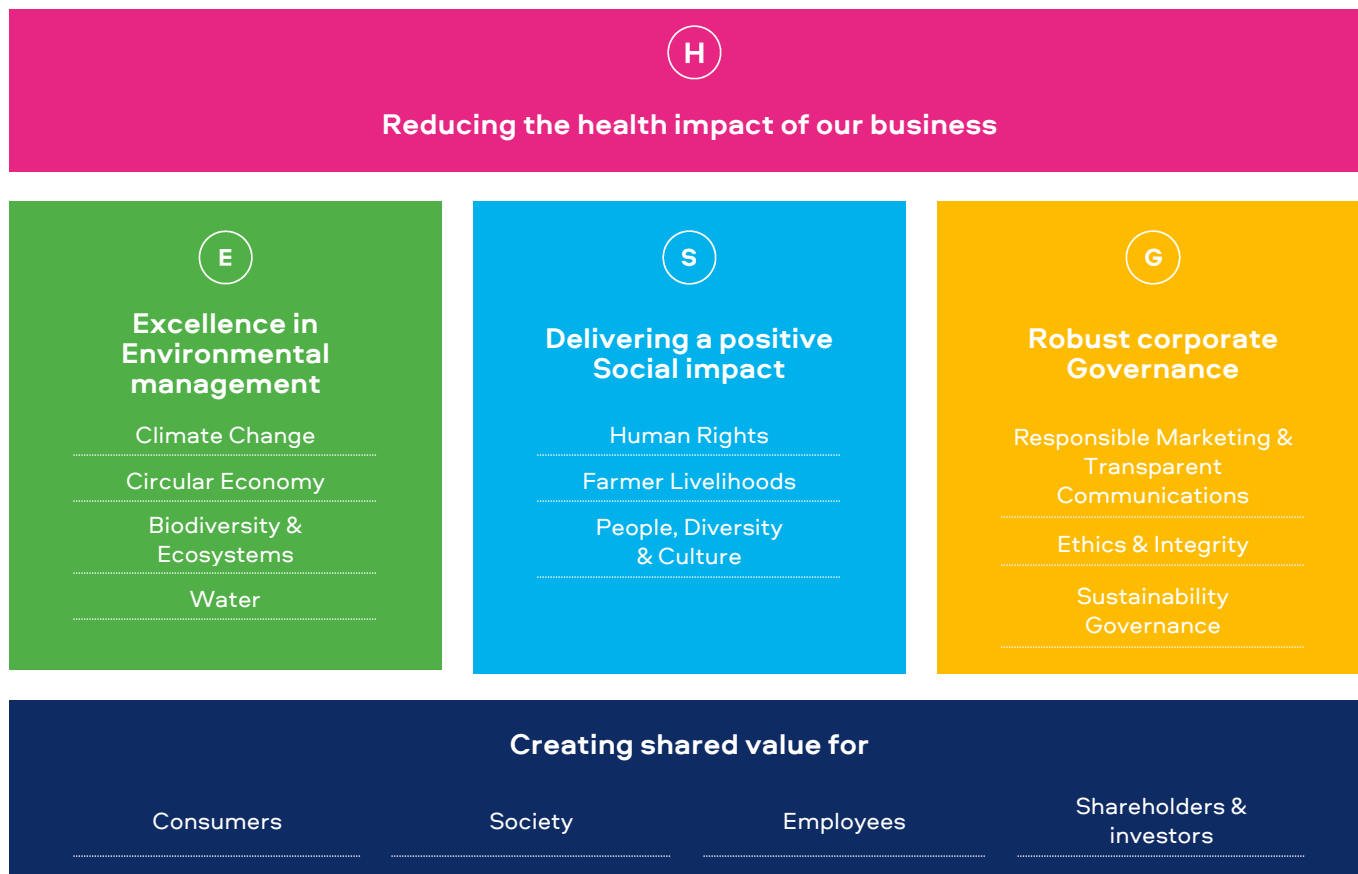 H
Reducing the health impact of our business
E
Excellence in
Environmental
management
Climate Change
Circular Economy
Biodiversity &
Ecosystems
Water
S
Delivering a positive
Social impact
Human Rights
Farmer Livelihoods
People, Diversity
& Culture
G
Robust corporate
Governance
Responsible Marketing &
Transparent
Communications
Ethics & Integrity
Sustainability
Governance
Creating shared value for
Consumers
Society
Employees
Shareholders &
investors